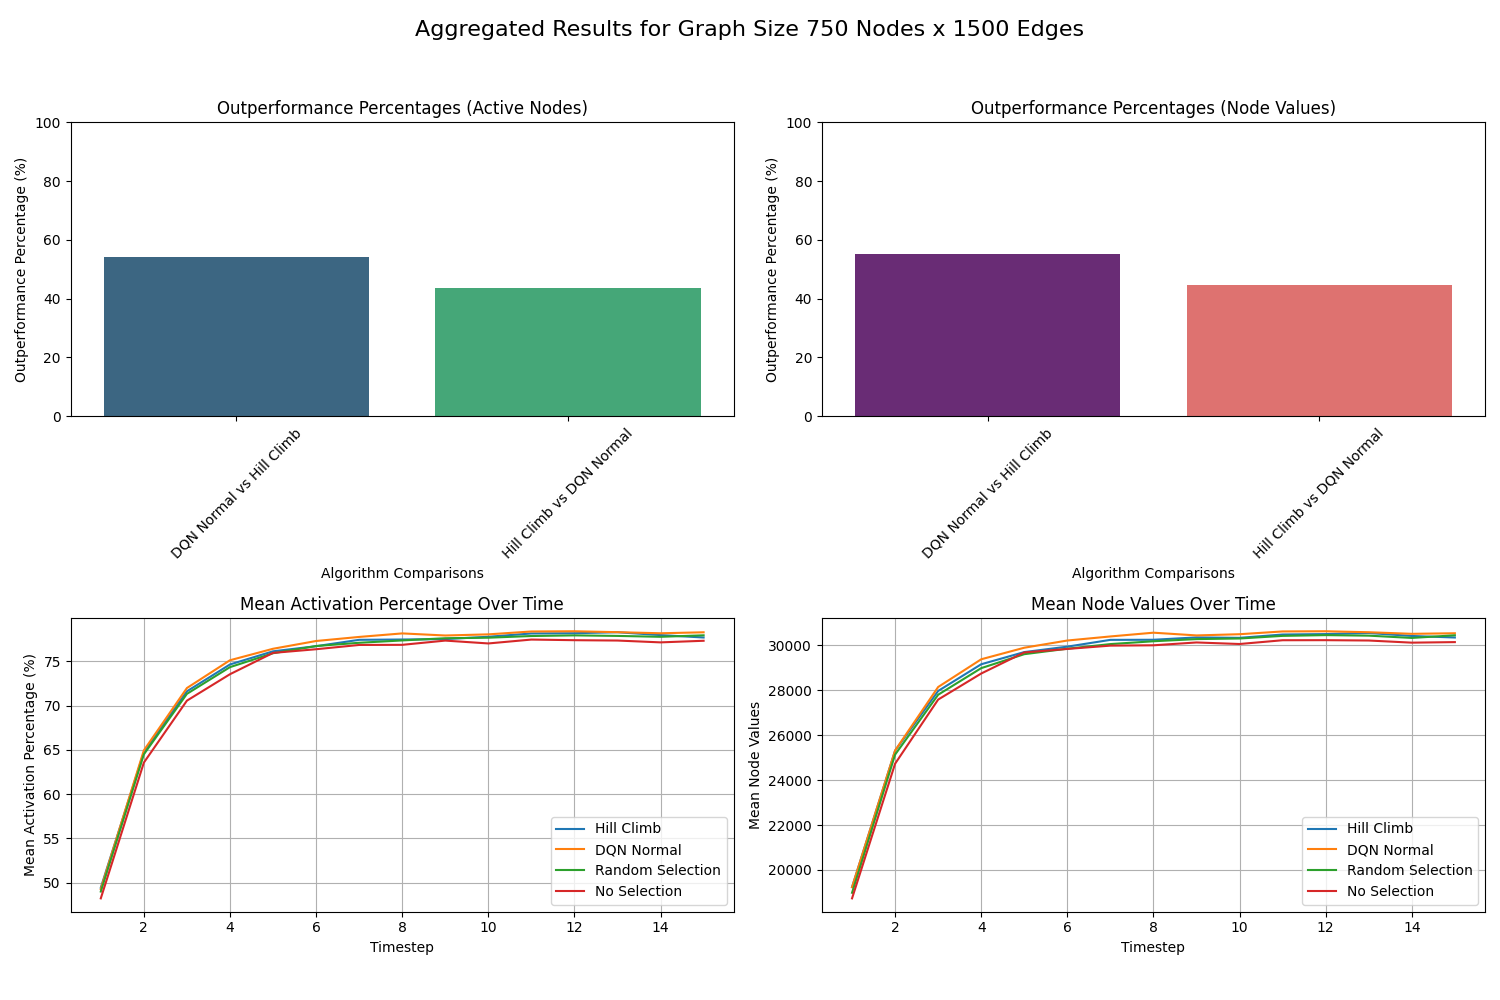 Aggregated Results for Graph Size 750 Nodes x 1500 Edges
Outperformance Percentages (Active Nodes)
Outperformance Percentage (%)
100
80
60
40
20
0
DQN Normal vs Hill Climb
Hill Climb vs DQN Normal
Algorithm Comparisons
Outperformance Percentages (Node Values)
Outperformance Percentage (%)
100
80
60
40
20
0
DQN Normal vs Hill Climb
Hill Climb vs DQN Normal
Algorithm Comparisons
Mean Activation Percentage Over Time
Mean Activation Percentage (%)
75
70
65
60
55
50
Hill Climb
DQN Normal
Random Selection
No Selection
2 4 6 8 10 12 14
Timestep
Mean Node Values Over Time
Mean Node Values
30000
28000
26000
24000
22000
20000
Hill Climb
DQN Normal
Random Selection
No Selection
2 4 6 8 10 12 14
Timestep